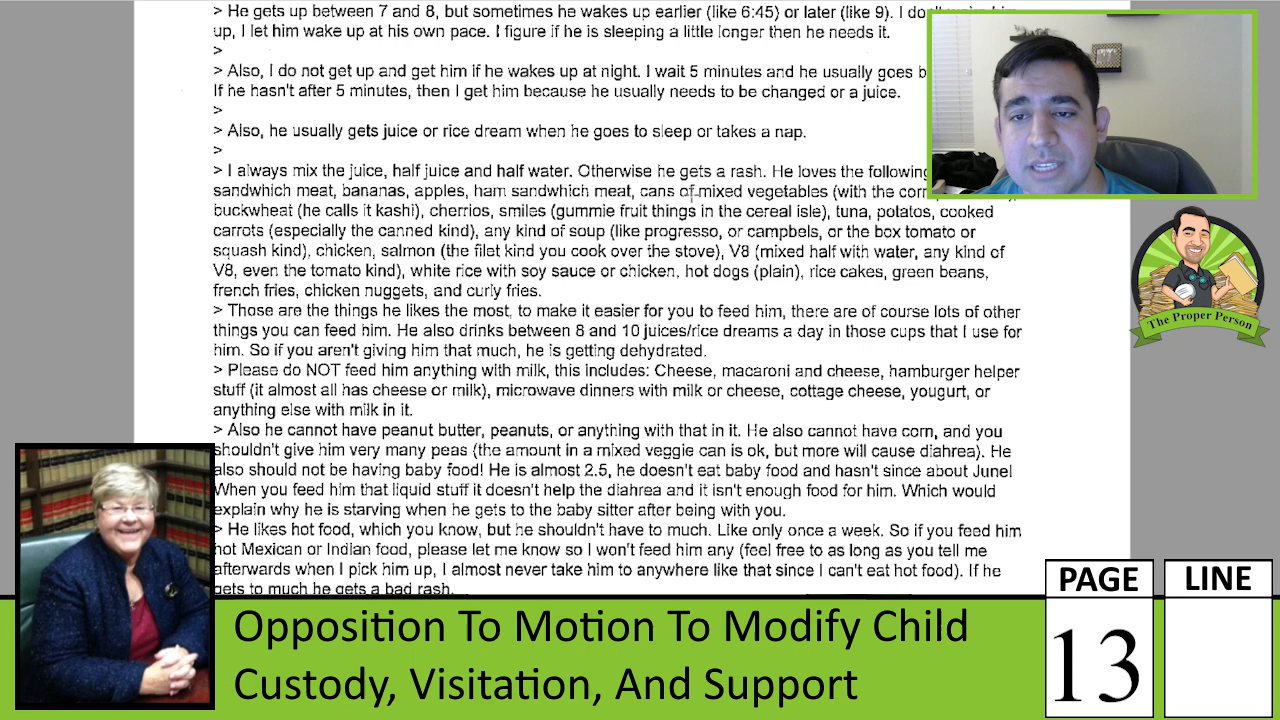 > He gets up between 7 and 8, but sometimes he wakes up earlier (like 6:45) or later (like 9). I
up, I let him wake up at his own pace. I figure if he is sleeping a little longer then he needs it.
>
> Also, I do not get up and get him if he wakes up at night. I wait 5 minutes and he usually goes
If he hasn't after 5 minutes, then I get him because he usually needs to be changed or a juice.
>
> Also, he usually gets juice or rice dream when he goes to sleep or takes a nap.
>
> I always mix the juice, half juice and half water. Otherwise he gets a rash. He loves the following
sandwhich meat, bananas, apples, ham sandwhich meat, cans of mixed vegetables (with the corn
buckwheat (he calls it kashi), cherrios, smiles (gummie fruit things in the cereal isle), tuna, potatos, cooked
carrots (especially the canned kind), any kind of soup (like progresso, or campbels, or the box tomato or
squash kind), chicken, salmon (the filet kind you cook over the stove), V8 (mixed half with water, any kind of
V8, even the tomato kind), white rice with soy sauce or chicken, hot dogs (plain), rice cakes, green beans,
french fries, chicken nuggets, and curly fries.
> Those are the things he likes the most, to make it easier for you to feed him, there are of course lots of other
things you can feed him. He also drinks between 8 and 10 juices/rice dreams a day in those cups that I use for
him. So if you aren't giving him that much, he is getting dehydrated.
> Please do NOT feed him anything with milk, this includes: Cheese, macaroni and cheese, hamburger helper
stuff (it almost all has cheese or milk), microwave dinners with milk or cheese, cottage cheese, yougurt, or
anything else with milk in it.
> Also he cannot have peanut butter, peanuts, or anything with that in it. He also cannot have corn, and you
shouldn't give him very many peas (the amount in a mixed veggie can is ok, but more will cause diahrea). He
also should not be having baby food! He is almost 2.5, he doesn't eat baby food and hasn't since about June!
When you feed him that liquid stuff it doesn't help the diahrea and it isn't enough food for him. Which would
explain why he is starving when he gets to the baby sitter after being with you.
> He likes hot food, which you know, but he shouldn't have to much. Like only once a week. So if you feed him
hot Mexican or Indian food, please let me know so I won't feed him any (feel free to as long as you tell me
afterwards when I pick him up, I almost never take him to anywhere like that since I can't eat hot food). If he
gets to much he gets a bad rash.
The Proper Person
Opposition To Motion To Modify Child
Custody, Visitation, And Support
PAGE
13
LINE